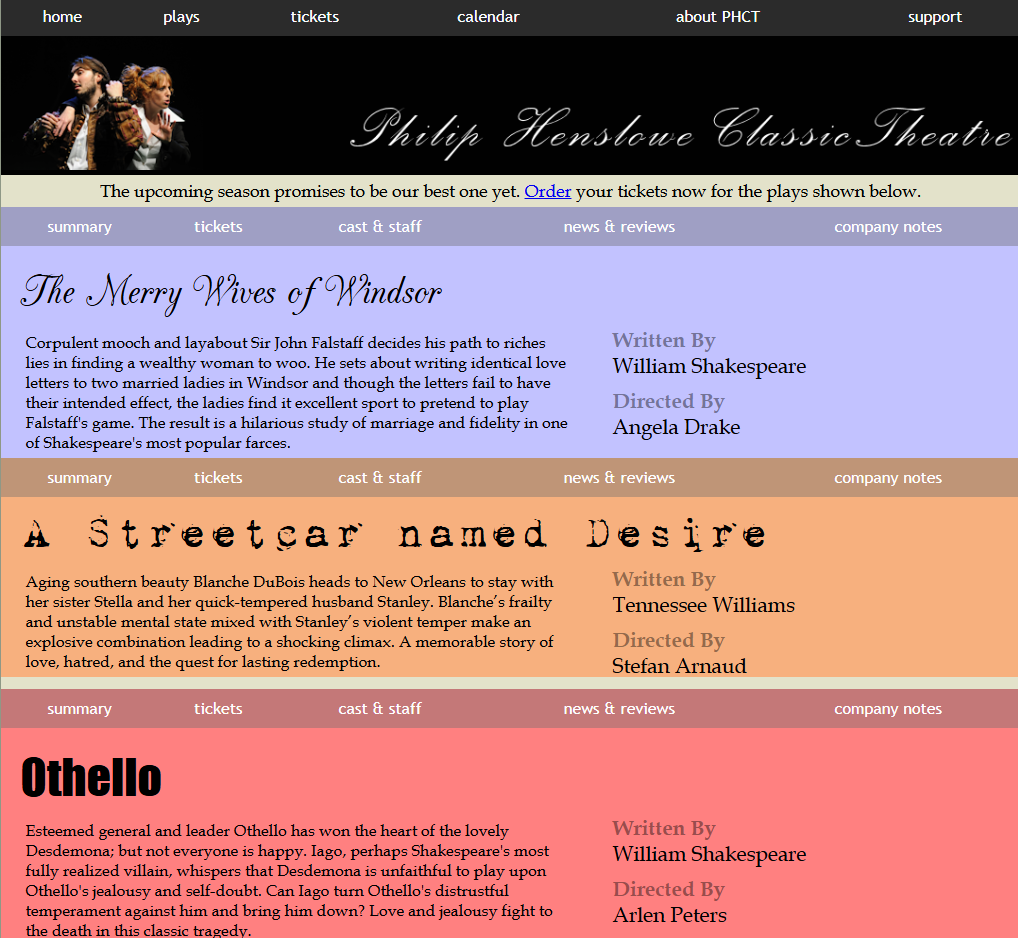 home plays tickets calendar about PHCT support
Philip Henslowe Classic Theatre
The upcoming season promises to be our best one yet. Order your tickets now for the plays shown below.
summary tickets cast & staff news & reviews company notes
The Merry Wives of Windsor
Corpulent mooch and layabout Sir John Falstaff decides his path to riches
lies in finding a wealthy woman to woo. He sets about writing identical love
letters to two married ladies in Windsor and though the letters fail to have
their intended effect, the ladies find it excellent sport to pretend to play
Falstaff's game. The result is a hilarious study of marriage and fidelity in one
of Shakespeare's most popular farces.
Written By
William Shakespeare
Directed By
Angela Drake
summary tickets cast & staff news & reviews company notes
A Streetcar named Desire
Aging southern beauty Blanche DuBois heads to New Orleans to stay with
her sister Stella and her quick-tempered husband Stanley. Blanche’s frailty
and unstable mental state mixed with Stanley’s violent temper make an
explosive combination leading to a shocking climax. A memorable story of
love, hatred, and the quest for lasting redemption.
Written By
Tennessee Williams
Directed By
Stefan Arnaud
summary tickets cast & staff news & reviews company notes
Othello
Esteemed general and leader Othello has won the heart of the lovely
Desdemona; but not everyone is happy. Iago, perhaps Shakespeare's most
fully realized villain, whispers that Desdemona is unfaithful to play upon
Othello's jealousy and self-doubt. Can Iago turn Othello's distrustful
temperament against him and bring him down? Love and jealousy fight to
the death in this classic tragedy.
Written By
William Shakespeare
Directed By
Arlen Peters